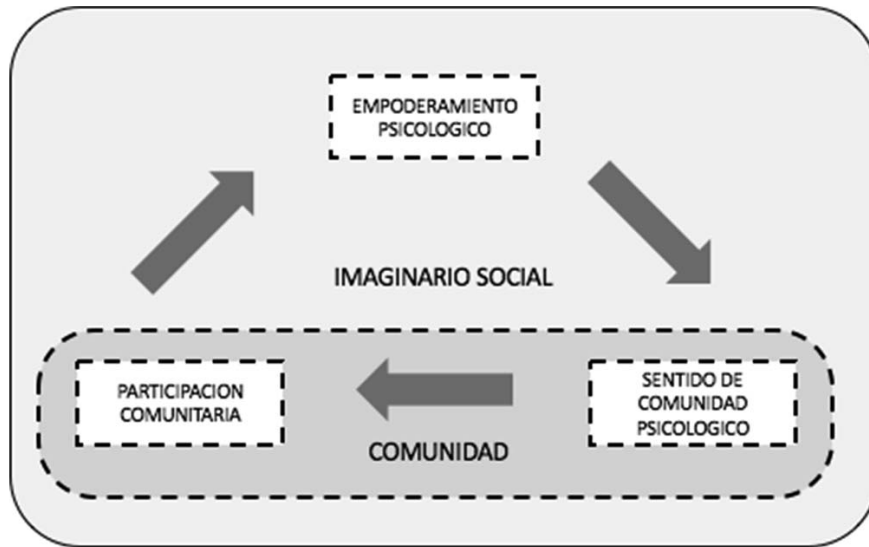 EMPODERAMIENTO
PSICOLOGICO
IMAGINARIO SOCIAL
PARTICIPACION
COMUNITARIA
SENTIDO DE
COMUNIDAD
PSICOLOGICO
COMUNIDAD